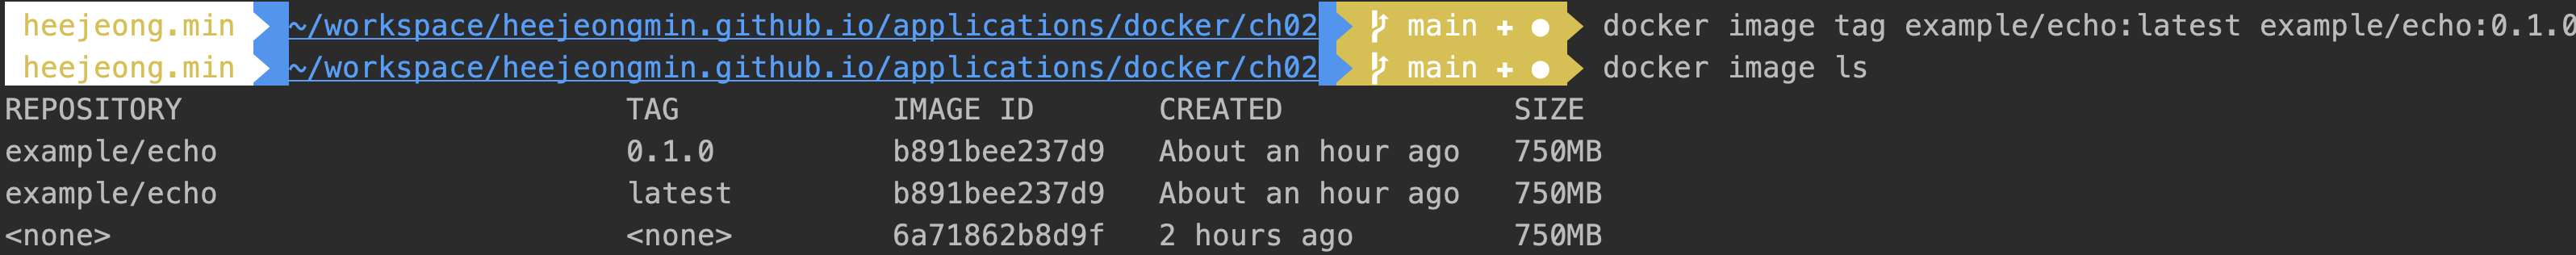 heejeong.min ~/workspace/heejeongmin.github.io/applications/docker/ch02 main + ● docker image tag example/echo:latest example/echo:0.1.0
heejeong.min ~/workspace/heejeongmin.github.io/applications/docker/ch02 main + ● docker image ls
REPOSITORY TAG IMAGE ID CREATED SIZE
example/echo 0.1.0 b891bee237d9 About an hour ago 750MB
example/echo latest b891bee237d9 About an hour ago 750MB
<none> <none> 6a71862b8d9f 2 hours ago 750MB